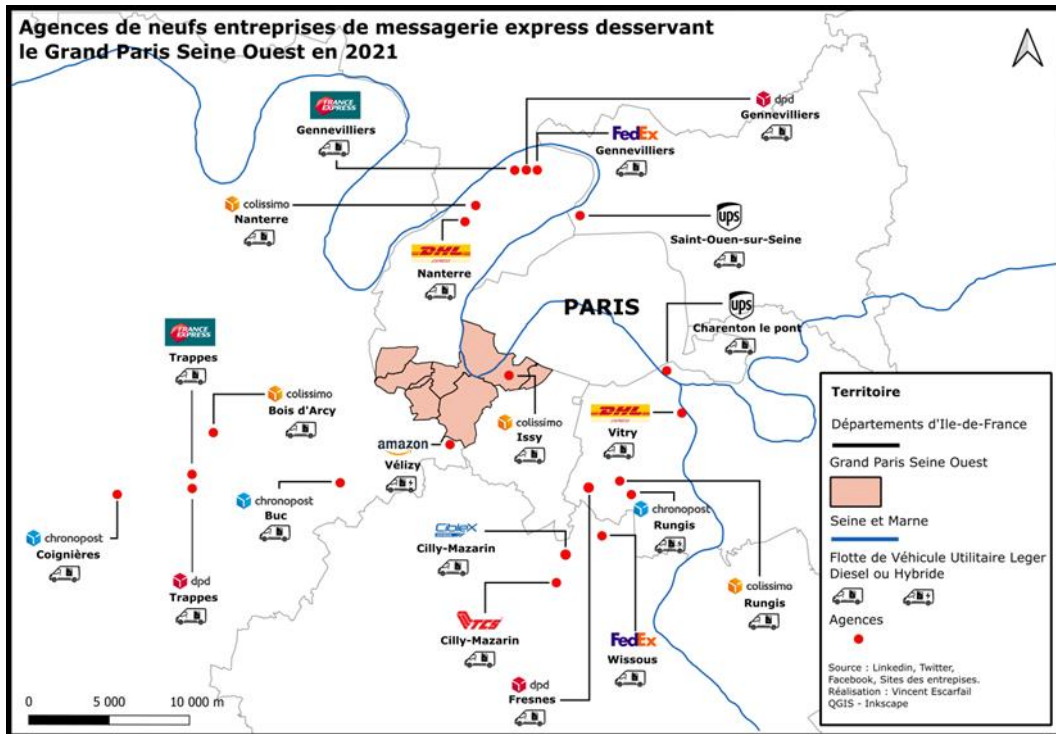 Agences de neufs entreprises de messagerie express desservant
le Grand Paris Seine Ouest en 2021
FRANCE
EXPRESS
Gennevilliers
dpd
Gennevilliers
FedEx
Gennevilliers
colissimo
Nanterre
DHL
EXPRESS
Nanterre
ups
Saint-Ouen-sur-Seine
PARIS
ups
Charenton le pont
FRANCE
EXPRESS
Trappes
colissimo
Bois d'Arcy
amazon
Vélizy
colissimo
Issy
DHL
EXPRESS
Vitry
chronopost
Coignières
chronopost
Buc
dpd
Trappes
Ciblex
Cilly-Mazarin
TCS
Cilly-Mazarin
chronopost
Rungis
colissimo
Rungis
FedEx
Wissous
dpd
Fresnes
0 5 000 10 000 m
Territoire
Départements d'Ile-de-France
Grand Paris Seine Ouest
Seine et Marne
Flotte de Véhicule Utilitaire Leger
Diesel ou Hybride
Agences
Source : Linkedin, Twitter,
Facebook, Sites des entrepises.
Réalisation : Vincent Escarfail
QGIS - Inkscape